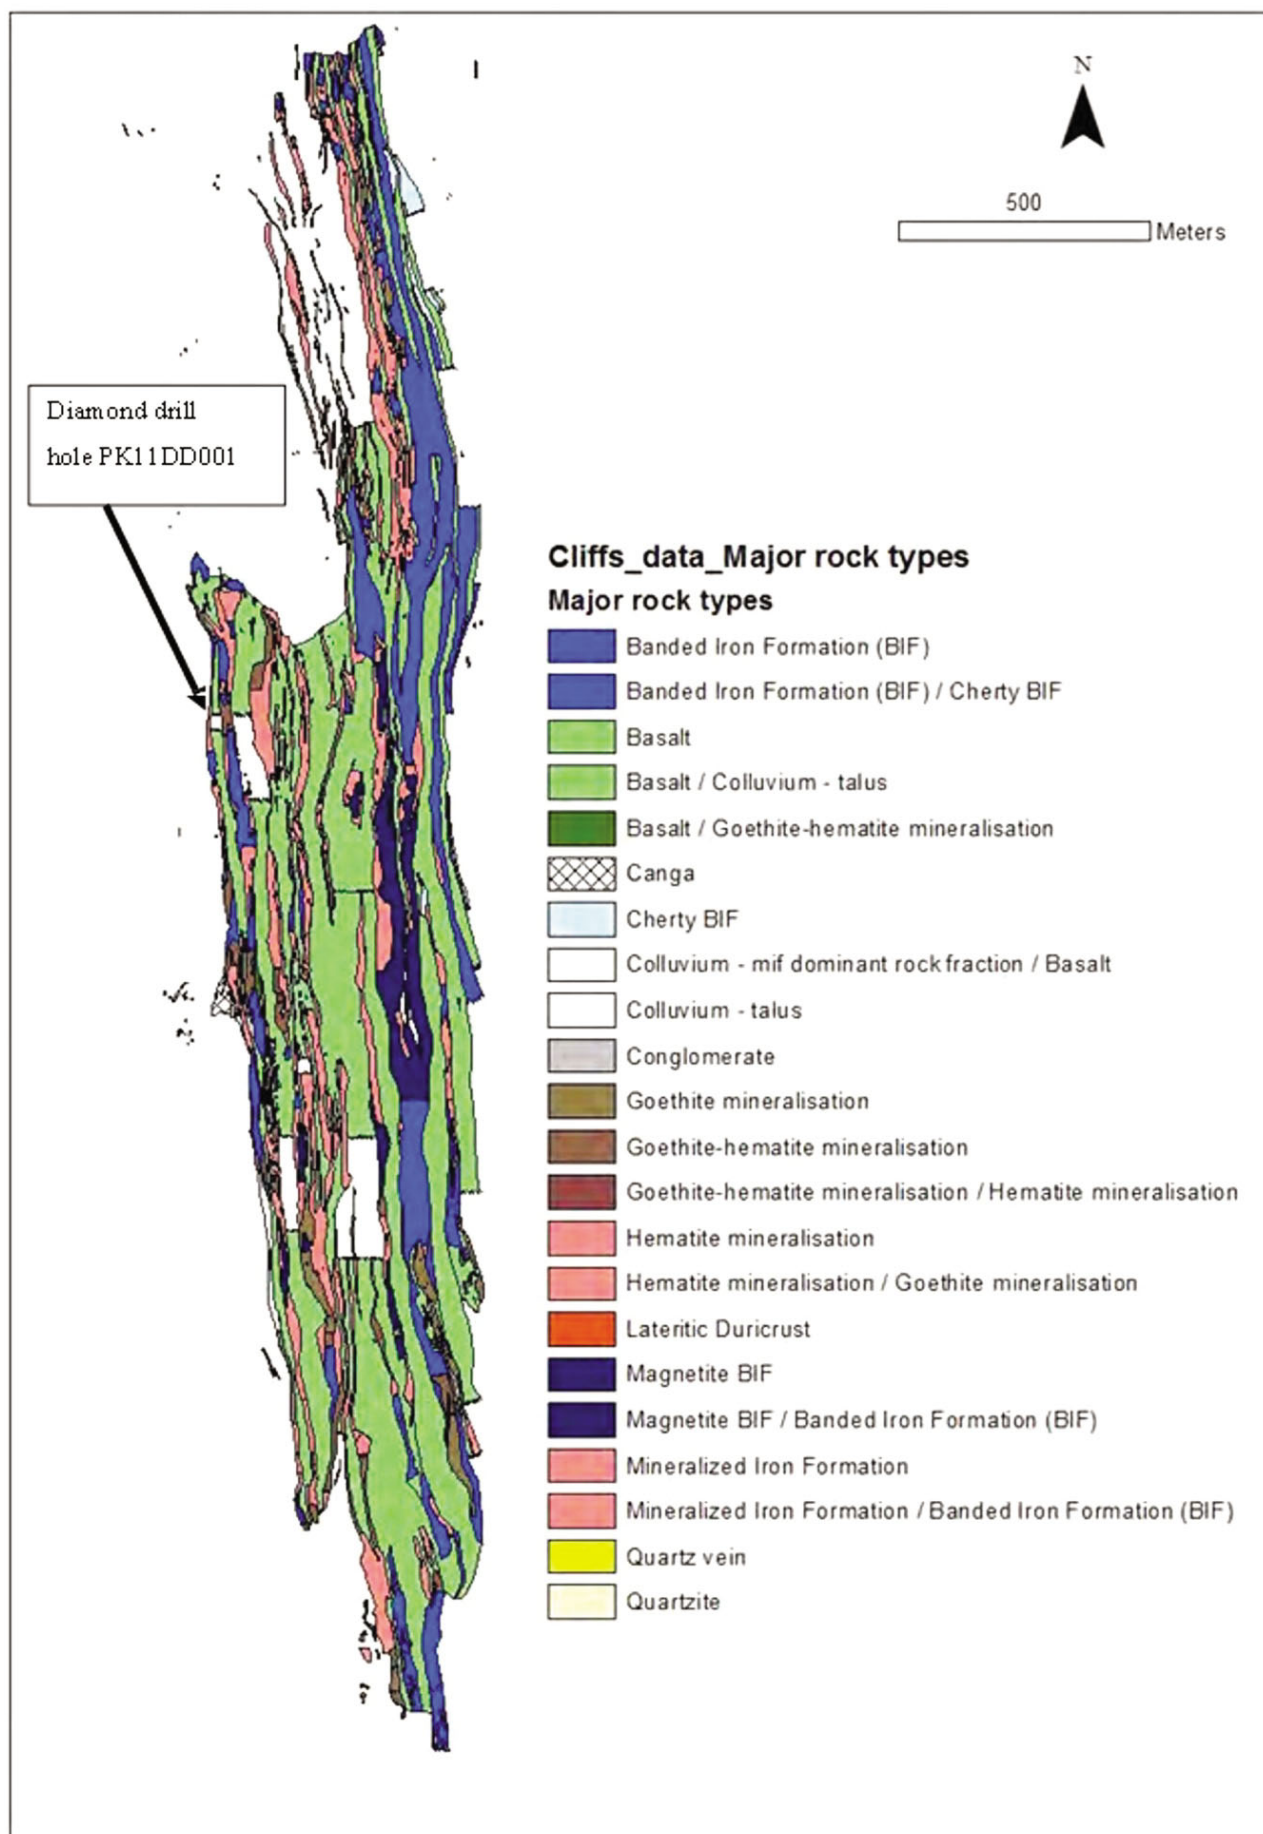 N
500
Meters
Diamond drill
hole PK11DD001
Cliffs_data_Major rock types
Major rock types
Banded Iron Formation (BIF)
Banded Iron Formation (BIF) / Cherty BIF
Basalt
Basalt / Colluvium - talus
Basalt / Goethite-hematite mineralisation
Canga
Cherty BIF
Colluvium - mif dominant rock fraction / Basalt
Colluvium - talus
Conglomerate
Goethite mineralisation
Goethite-hematite mineralisation
Goethite-hematite mineralisation / Hematite mineralisation
Hematite mineralisation
Hematite mineralisation / Goethite mineralisation
Lateritic Duricrust
Magnetite BIF
Magnetite BIF / Banded Iron Formation (BIF)
Mineralized Iron Formation
Mineralized Iron Formation / Banded Iron Formation (BIF)
Quartz vein
Quartzite